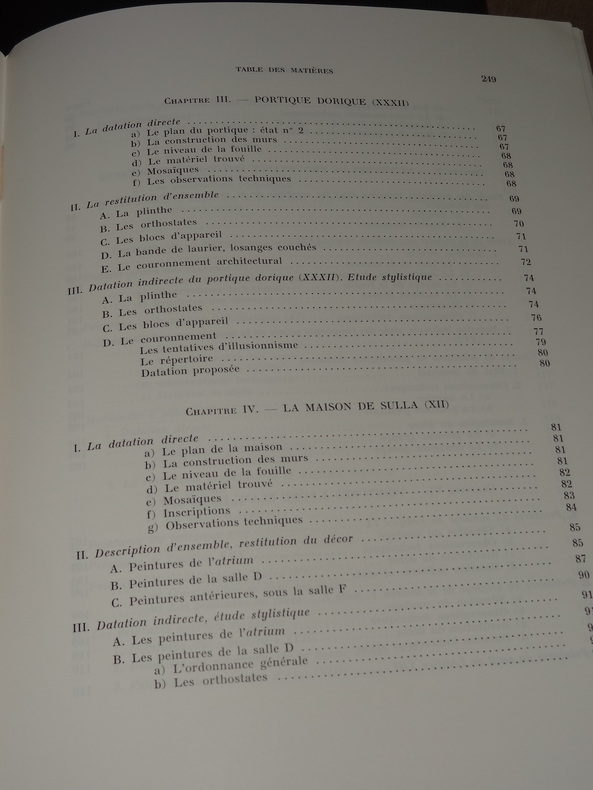 TABLE DES MATIÈRES
249
CHAPITRE III. — PORTIQUE DORIQUE (XXXII)
I. La datation directe 67
a) Le plan du portique : état n° 2 67
b) La construction des murs 67
c) Le niveau de la fouille 68
d) Le matériel trouvé 68
e) Mosaïques 68
f) Les observations techniques 68
II. La restitution d'ensemble 69
A. La plinthe 69
B. Les orthostates 70
C. Les blocs d'appareil 71
D. La bande de laurier, losanges couchés 71
E. Le couronnement architectural 72
III. Datation indirecte du portique dorique (XXXII). Etude stylistique 74
A. La plinthe 74
B. Les orthostates 74
C. Les blocs d'appareil 76
D. Le couronnement 77
Les tentatives d'illusionnisme 79
Le répertoire 80
Datation proposée 80
CHAPITRE IV. — LA MAISON DE SULLA (XII)
I. La datation directe 81
a) Le plan de la maison 81
b) La construction des murs 81
c) Le niveau de la fouille 81
d) Le matériel trouvé 82
e) Mosaïques 82
f) Inscriptions 83
g) Observations techniques 84
II. Description d'ensemble, restitution du décor 85
A. Peintures de l'atrium 85
B. Peintures de la salle D 87
C. Peintures antérieures, sous la salle F 90
III. Datation indirecte, étude stylistique 91
A. Les peintures de l'atrium
B. Les peintures de la salle D
a) L'ordonnance générale
b) Les orthostates